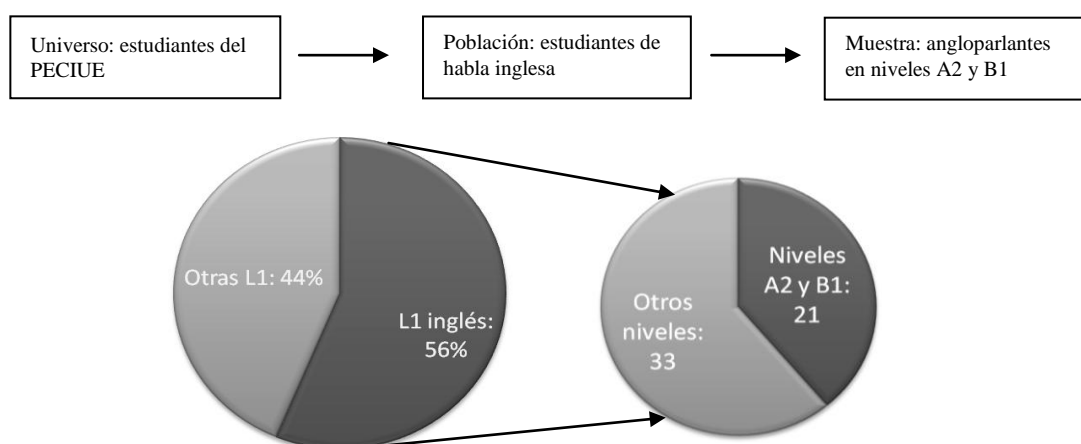 Universo: estudiantes del
PECIUE
Población: estudiantes de
habla inglesa
Muestra: angloparlantes
en niveles A2 y B1
Otras L1: 44%
L1 inglés:
56%
Otros
niveles:
33
Niveles
A2 y B1:
21